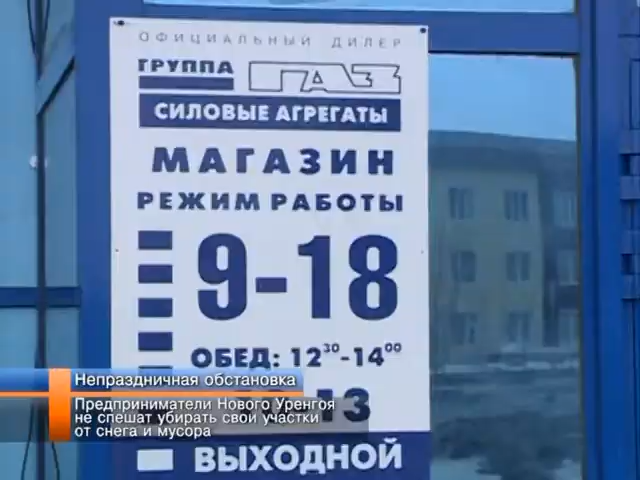 ОФИЦИАЛЬНЫЙ ДИЛЕР
ГРУППА ГАЗ
СИЛОВЫЕ АГРЕГАТЫ
МАГАЗИН
РЕЖИМ РАБОТЫ
9-18
ОБЕД: 12³⁰-14⁰⁰
13
ВЫХОДНОЙ
Непраздничная обстановка
Предприниматели Нового Уренгоя
не спешат убирать свои участки
от снега и мусора